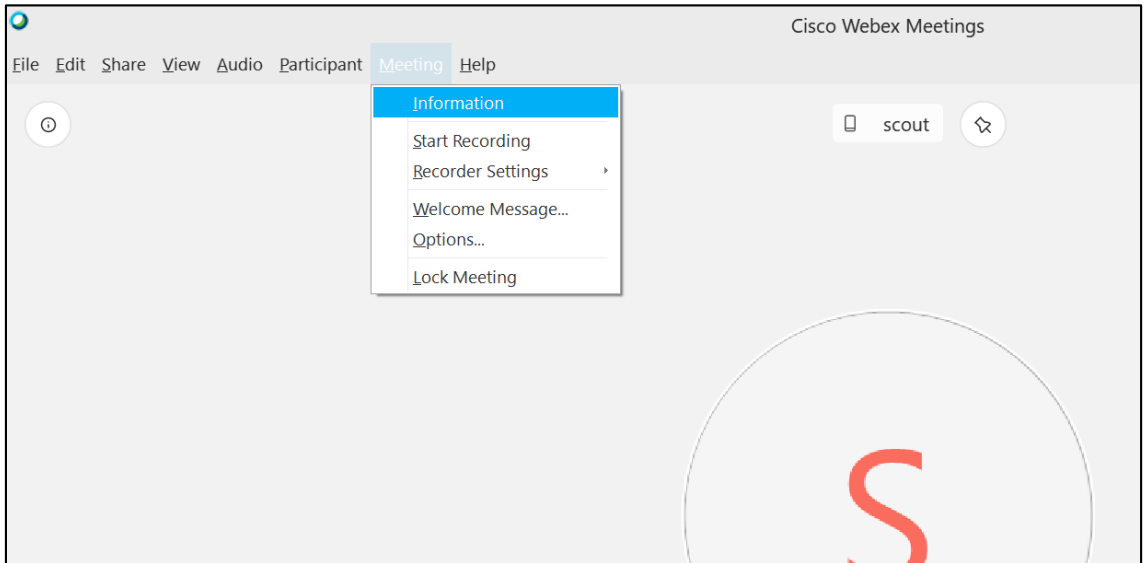 Cisco Webex Meetings
File Edit Share View Audio Participant Meeting Help
Information
scout
Start Recording
Recorder Settings
Welcome Message...
Options...
Lock Meeting
S